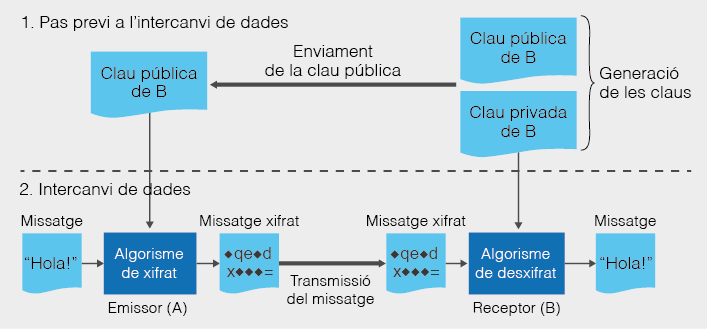 1. Pas previ a l’intercanvi de dades
Clau pública
de B
Enviament
de la clau pública
Clau pública
de B
Clau privada
de B
Generació
de les claus
2. Intercanvi de dades
Missatge
“Hola!”
Algorisme
de xifrat
Emissor (A)
Missatge xifrat
◆qe◆d
x◆◆◆=
Transmissió
del missatge
Missatge xifrat
◆qe◆d
x◆◆◆=
Algorisme
de desxifrat
Receptor (B)
Missatge
“Hola!”